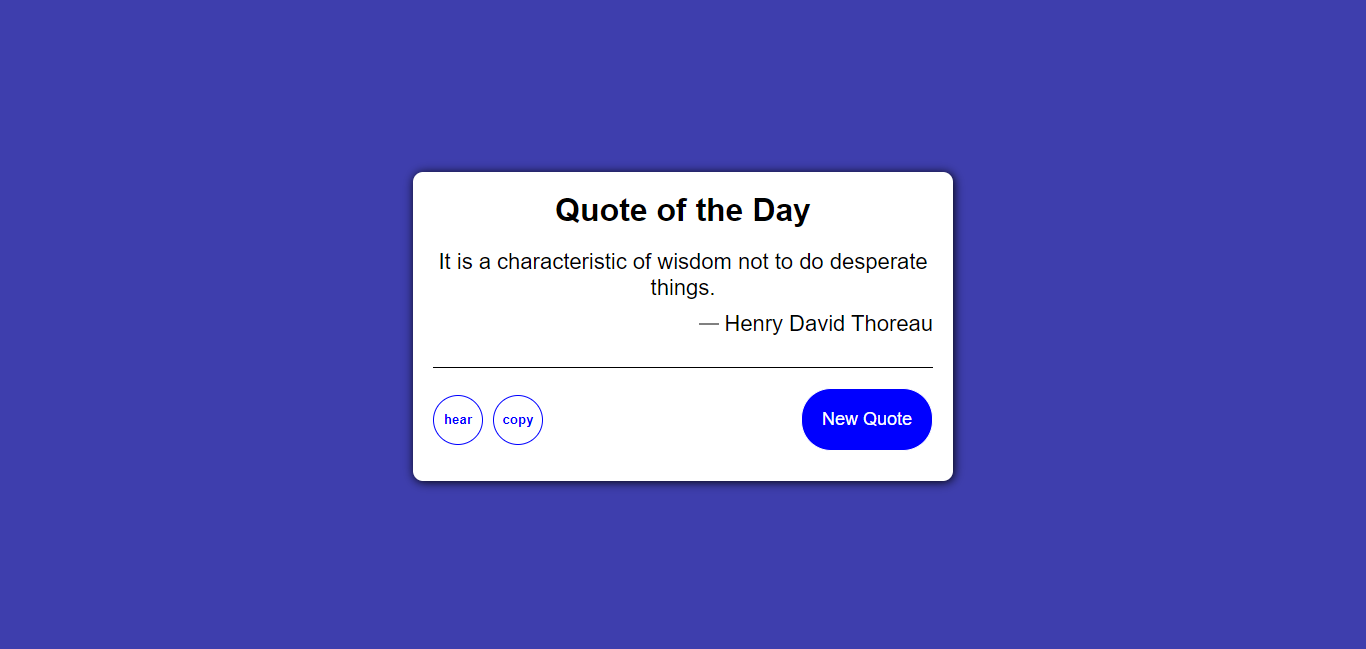 Quote of the Day
It is a characteristic of wisdom not to do desperate
things.
— Henry David Thoreau
hear
copy
New Quote